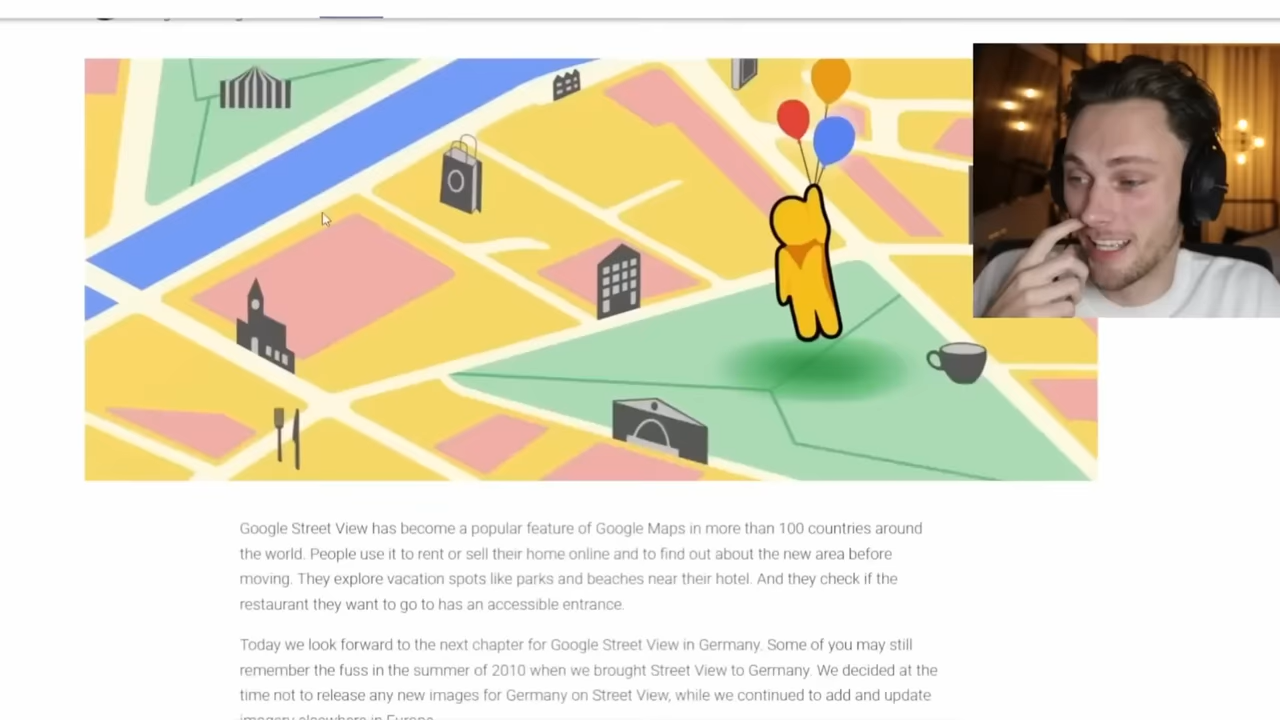 Google Street View has become a popular feature of Google Maps in more than 100 countries around
the world. People use it to rent or sell their home online and to find out about the new area before
moving. They explore vacation spots like parks and beaches near their hotel. And they check if the
restaurant they want to go to has an accessible entrance.
Today we look forward to the next chapter for Google Street View in Germany. Some of you may still
remember the fuss in the summer of 2010 when we brought Street View to Germany. We decided at the
time not to release any new images for Germany on Street View, while we continued to add and update
imagery elsewhere in Europe.